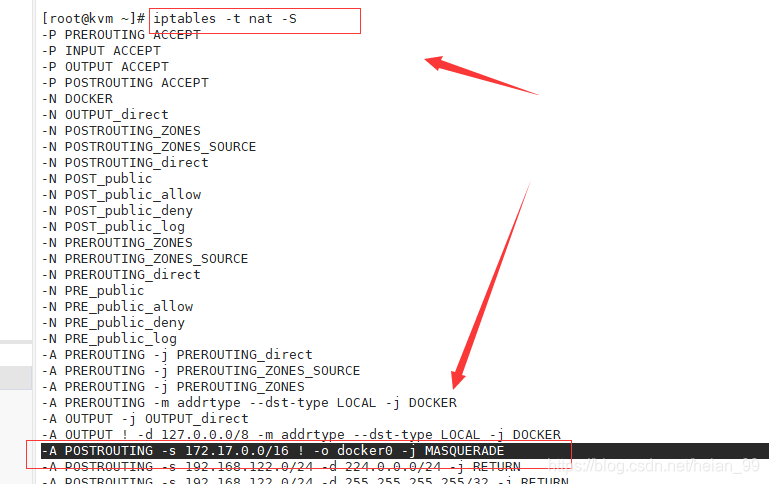 [root@kvm ~]# iptables -t nat -S
-P PREROUTING ACCEPT
-P INPUT ACCEPT
-P OUTPUT ACCEPT
-P POSTROUTING ACCEPT
-N DOCKER
-N OUTPUT_direct
-N POSTROUTING_ZONES
-N POSTROUTING_ZONES_SOURCE
-N POSTROUTING_direct
-N POST_public
-N POST_public_allow
-N POST_public_deny
-N POST_public_log
-N PREROUTING_ZONES
-N PREROUTING_ZONES_SOURCE
-N PREROUTING_direct
-N PRE_public
-N PRE_public_allow
-N PRE_public_deny
-N PRE_public_log
-A PREROUTING -j PREROUTING_direct
-A PREROUTING -j PREROUTING_ZONES_SOURCE
-A PREROUTING -j PREROUTING_ZONES
-A PREROUTING -m addrtype --dst-type LOCAL -j DOCKER
-A OUTPUT -j OUTPUT_direct
-A OUTPUT ! -d 127.0.0.0/8 -m addrtype --dst-type LOCAL -j DOCKER
-A POSTROUTING -s 172.17.0.0/16 ! -o docker0 -j MASQUERADE
-A POSTROUTING -s 192.168.122.0/24 -d 224.0.0.0/24 -j RETURN
-A POSTROUTING -s 192.168.122.0/24 -d 255.255.255.255/32 -j RETURN
https://blog.csdn.net/heian_99